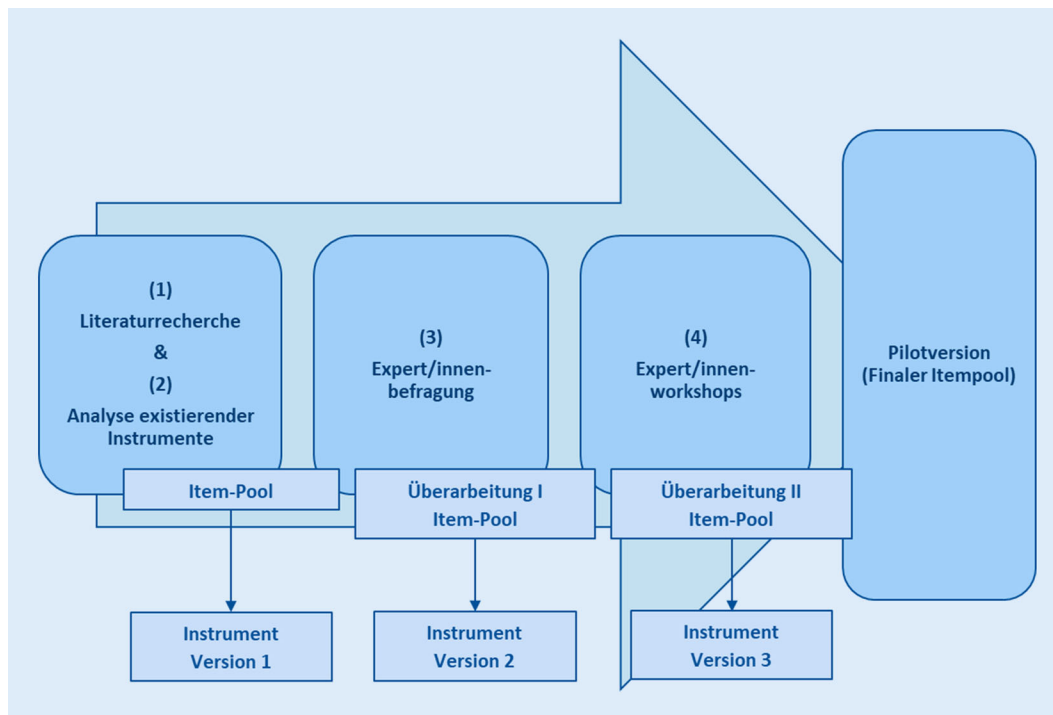 (1)
Literaturrecherche
&
(2)
Analyse existierender
Instrumente
Item-Pool
Instrument
Version 1
(3)
Expert/innen-
befragung
Überarbeitung I
Item-Pool
Instrument
Version 2
(4)
Expert/innen-
workshops
Überarbeitung II
Item-Pool
Instrument
Version 3
Pilotversion
(Finaler Itempool)